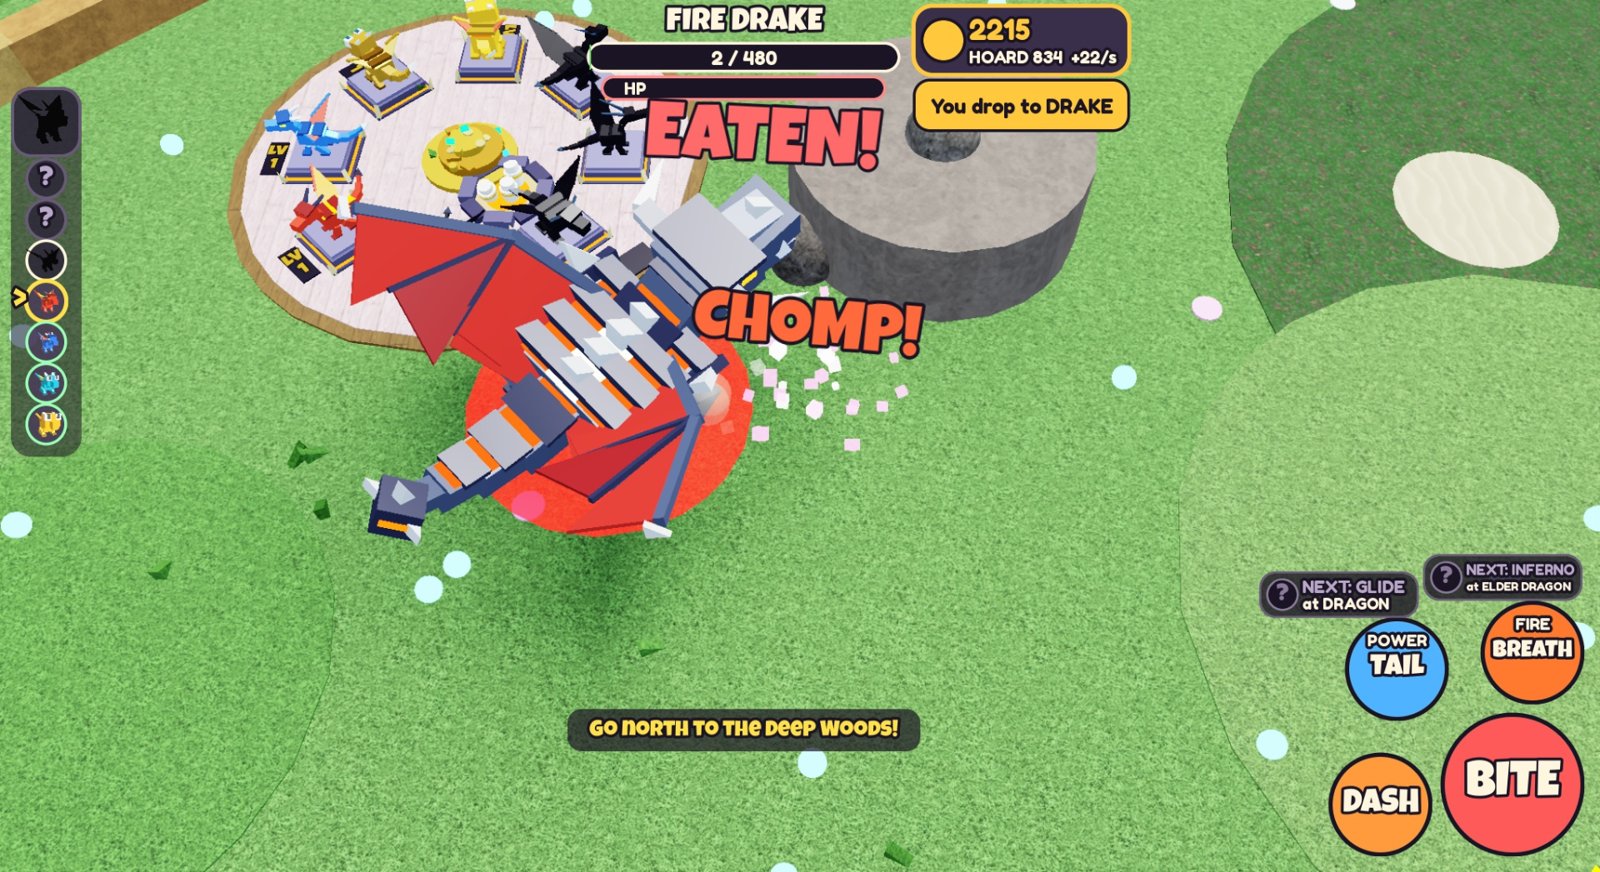 FIRE DRAKE
2 / 480
HP
2215
HOARD 834 +22/s
You drop to DRAKE
EATEN!
LV
1
?
?
CHOMP!
NEXT: GLIDE
at DRAGON
?
NEXT: INFERNO
at ELDER DRAGON
?
POWER
TAIL
FIRE
BREATH
GO NORTH TO THE DEEP WOODS!
DASH
BITE